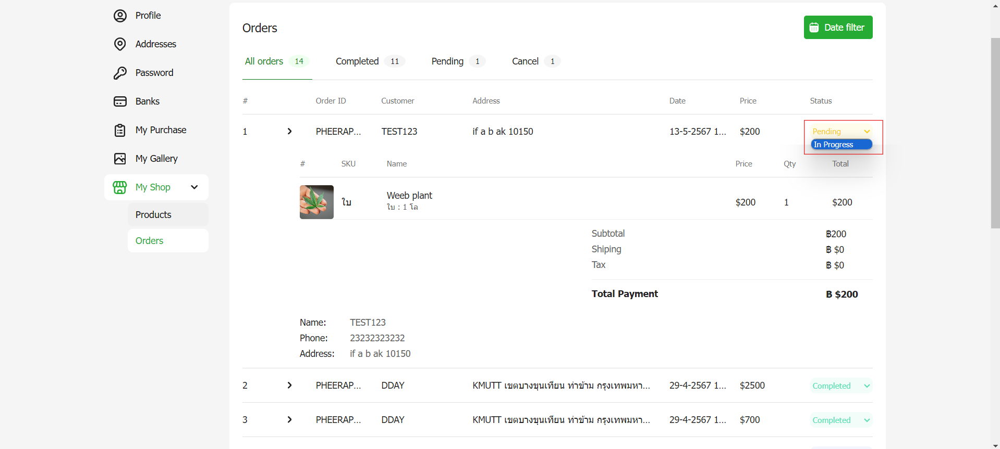 Profile
Addresses
Password
Banks
My Purchase
My Gallery
My Shop
Products
Orders
Orders
Date filter
All orders 14 Completed 11 Pending 1 Cancel 1
# Order ID Customer Address Date Price Status
1 PHEERAP... TEST123 if a b ak 10150 13-5-2567 1... $200 Pending
In Progress
# SKU Name Price Qty Total
ใบ Weeb plant $200 1 $200
ใบ : 1 โล
Subtotal ฿200
Shiping ฿ $0
Tax ฿ $0
Total Payment ฿ $200
Name: TEST123
Phone: 23232323232
Address: if a b ak 10150
2 PHEERAP... DDAY KMUTT เขตบางขุนเทียน ท่าข้าม กรุงเทพมหา... 29-4-2567 1... $2500 Completed
3 PHEERAP... DDAY KMUTT เขตบางขุนเทียน ท่าข้าม กรุงเทพมหา... 29-4-2567 1... $700 Completed